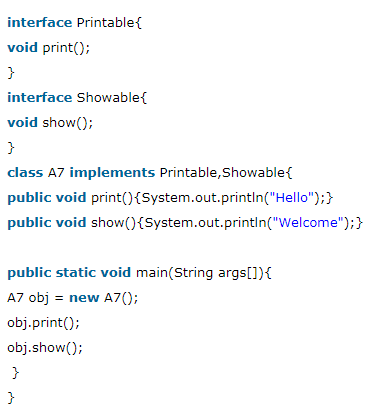 interface Printable{
void print();
}
interface Showable{
void show();
}
class A7 implements Printable,Showable{
public void print(){System.out.println("Hello");}
public void show(){System.out.println("Welcome");}
public static void main(String args[]){
A7 obj = new A7();
obj.print();
obj.show();
}
}